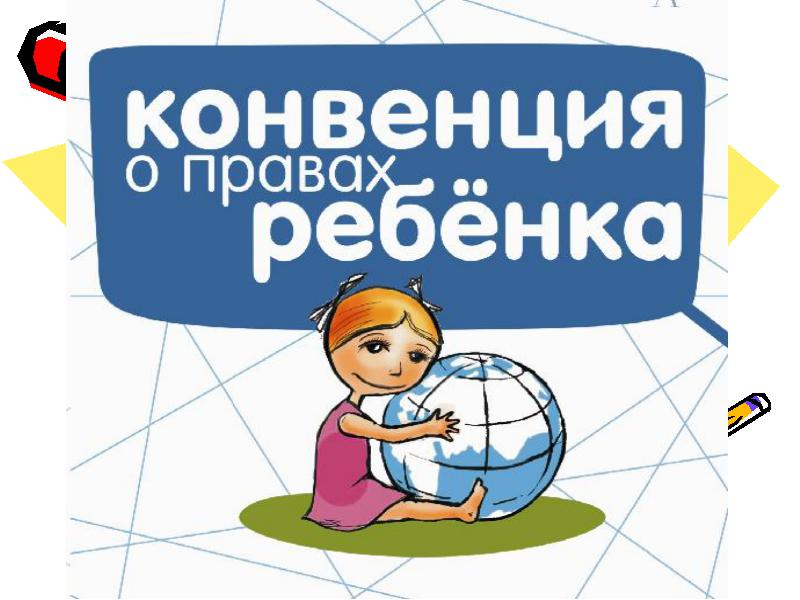 конвенция
о правах
ребёнка